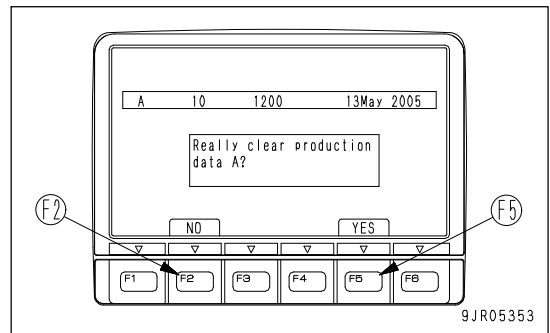 A 10 1200 13May 2005
Really clear production
data A?
F2
F5
NO YES
F1 F2 F3 F4 F5 F6
9JR05353